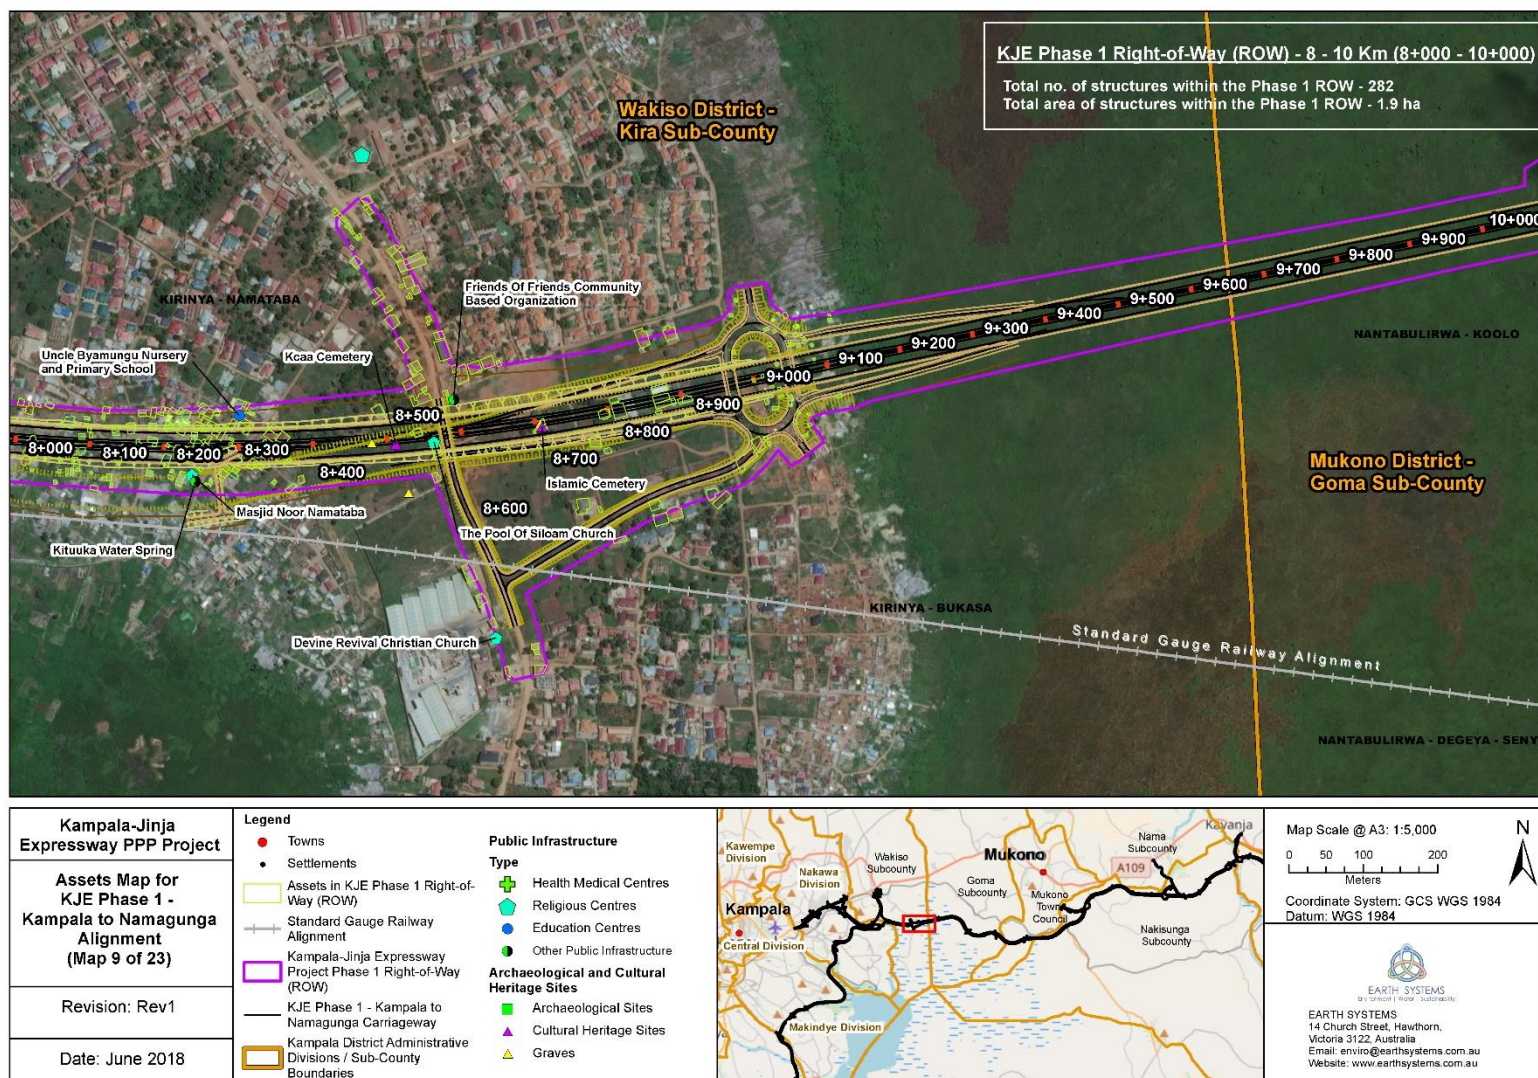 KJE Phase 1 Right-of-Way (ROW) - 8 - 10 Km (8+000 - 10+000)
Total no. of structures within the Phase 1 ROW - 282
Total area of structures within the Phase 1 ROW - 1.9 ha
Wakiso District -
Kira Sub-County
10+000
9+900
9+800
9+700
9+600
9+500
9+400
9+300
9+200
9+100
9+000
8+900
8+800
8+700
8+600
8+500
8+400
8+300
8+200
8+100
8+000
KIRINYA - NAMATABA
Friends Of Friends Community
Based Organization
Uncle Byamungu Nursery
and Primary School
Kcaa Cemetery
NANTABULIRWA - KOOLO
Mukono District -
Goma Sub-County
Islamic Cemetery
Masjid Noor Namataba
Kituuka Water Spring
The Pool Of Siloam Church
Devine Revival Christian Church
KIRINYA - BUKASA
Standard Gauge Railway Alignment
NANTABULIRWA - DEGEYA - SENY
Kampala-Jinja
Expressway PPP Project
Assets Map for
KJE Phase 1 -
Kampala to Namagunga
Alignment
(Map 9 of 23)
Revision: Rev1
Date: June 2018
Legend
Towns
Settlements
Assets in KJE Phase 1 Right-of-
Way (ROW)
Standard Gauge Railway
Alignment
Kampala-Jinja Expressway
Project Phase 1 Right-of-Way
(ROW)
KJE Phase 1 - Kampala to
Namagunga Carriageway
Kampala District Administrative
Divisions / Sub-County
Boundaries
Public Infrastructure
Type
Health Medical Centres
Religious Centres
Education Centres
Other Public Infrastructure
Archaeological and Cultural
Heritage Sites
Archaeological Sites
Cultural Heritage Sites
Graves
Kawempe
Division
Nakawa
Division
Wakiso
Subcounty
Mukono
Goma
Subcounty
Mukono
Town
Council
Nama
Subcounty
Kayanja
A109
Kampala
Central Division
Nakisunga
Subcounty
Makindye Division
Map Scale @ A3: 1:5,000
N
0 50 100 200
Meters
Coordinate System: GCS WGS 1984
Datum: WGS 1984
EARTH SYSTEMS
Environment | Water | Sustainability
EARTH SYSTEMS
14 Church Street, Hawthorn,
Victoria 3122, Australia
Email: enviro@earthsystems.com.au
Website: www.earthsystems.com.au